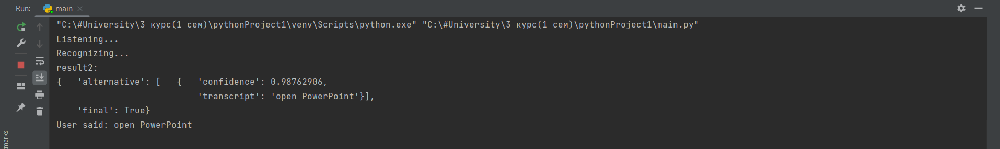 Run: main
"C:\#University\3 курс(1 сем)\pythonProject1\venv\Scripts\python.exe" "C:\#University\3 курс(1 сем)\pythonProject1\main.py"
Listening...
Recognizing...
result2:
{   'alternative': [   {   'confidence': 0.98762906,
                           'transcript': 'open PowerPoint'}],
    'final': True}
User said: open PowerPoint
marks